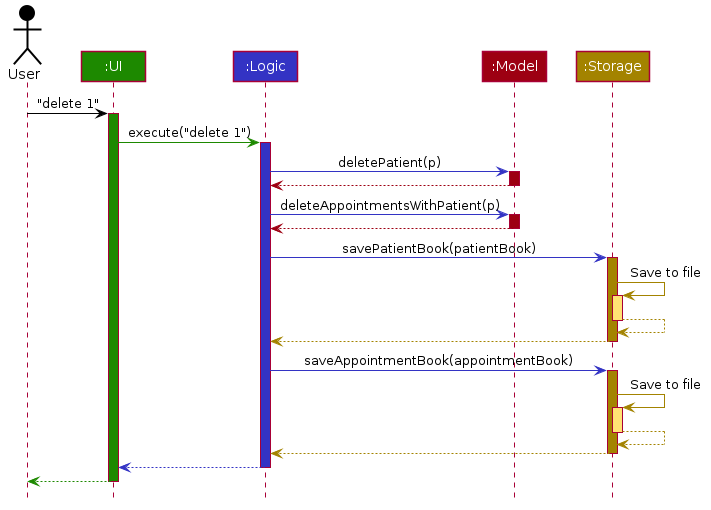 User
:UI
:Logic
:Model
:Storage
"delete 1"
execute("delete 1")
deletePatient(p)
deleteAppointmentsWithPatient(p)
savePatientBook(patientBook)
Save to file
saveAppointmentBook(appointmentBook)
Save to file